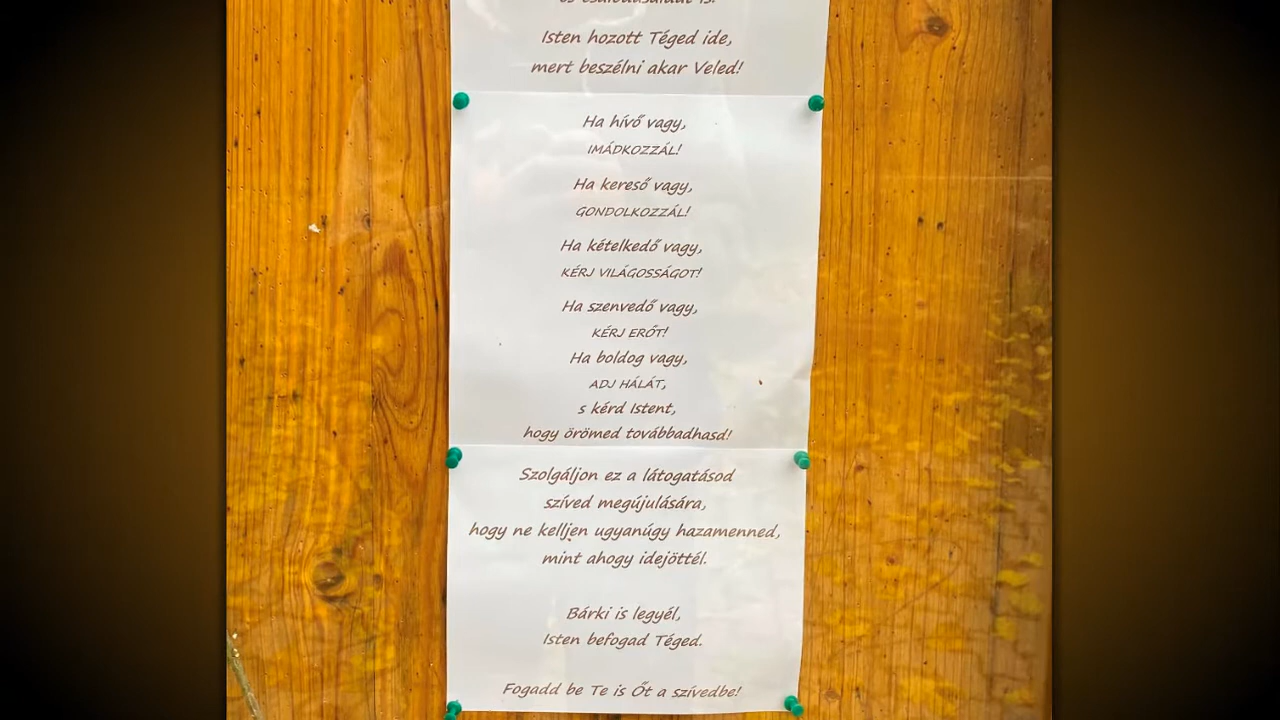 is!
Isten hozott Téged ide,
mert beszélni akar Veled!
Ha hívő vagy,
IMÁDKOZZÁL!
Ha kereső vagy,
GONDOLKOZZÁL!
Ha kételkedő vagy,
KÉRJ VILÁGOSSÁGOT!
Ha szenvedő vagy,
KÉRJ ERŐT!
Ha boldog vagy,
ADJ HÁLÁT,
s kérd Istent,
hogy örömed továbbadhasd!
Szolgáljon ez a látogatásod
szíved megújulására,
hogy ne kelljen ugyanúgy hazamenned,
mint ahogy idejöttél.
Bárki is legyél,
Isten befogad Téged.
Fogadd be Te is Őt a szívedbe!